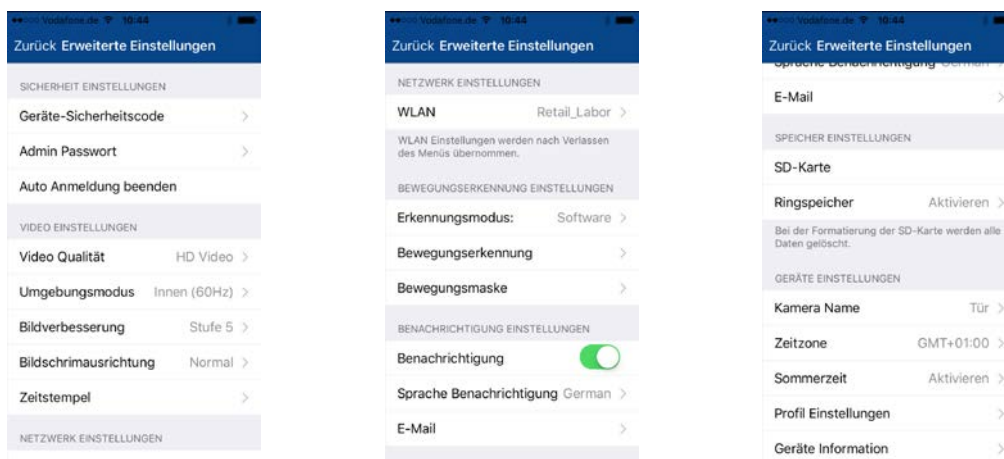 Vodafone.de 10:44
Zurück Erweiterte Einstellungen
SICHERHEIT EINSTELLUNGEN
Geräte-Sicherheitscode
Admin Passwort
Auto Anmeldung beenden
VIDEO EINSTELLUNGEN
Video Qualität HD Video
Umgebungsmodus Innen (60Hz)
Bildverbesserung Stufe 5
Bildschrimausrichtung Normal
Zeitstempel
NETZWERK EINSTELLUNGEN
Vodafone.de 10:44
Zurück Erweiterte Einstellungen
NETZWERK EINSTELLUNGEN
WLAN Retail_Labor
WLAN Einstellungen werden nach Verlassen
des Menüs übernommen.
BEWEGUNGSERKENNUNG EINSTELLUNGEN
Erkennungsmodus: Software
Bewegungserkennung
Bewegungsmaske
BENACHRICHTIGUNG EINSTELLUNGEN
Benachrichtigung
Sprache Benachrichtigung German
E-Mail
Vodafone.de 10:44
Zurück Erweiterte Einstellungen
Sprache Benachrichtigung German
E-Mail
SPEICHER EINSTELLUNGEN
SD-Karte
Ringspeicher Aktivieren
Bei der Formatierung der SD-Karte werden alle
Daten gelöscht.
GERÄTE EINSTELLUNGEN
Kamera Name Tür
Zeitzone GMT+01:00
Sommerzeit Aktivieren
Profil Einstellungen
Geräte Information